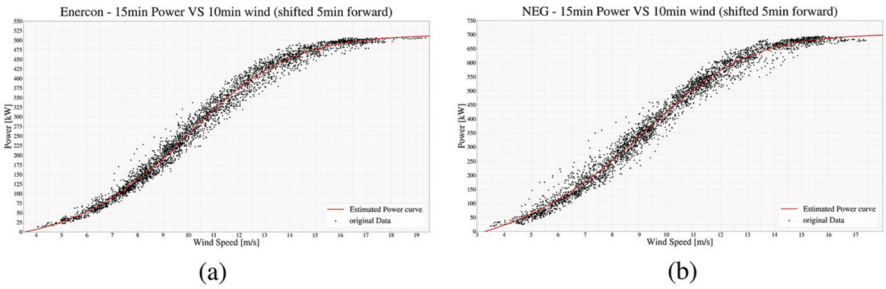 Enercon - 15min Power VS 10min wind (shifted 5min forward)
550
525
500
475
450
425
400
375
350
325
300
275
250
225
200
175
150
125
100
75
50
25
0
Power [kW]
4 5 6 7 8 9 10 11 12 13 14 15 16 17 18 19
Wind Speed [m/s]
Estimated Power curve
original Data
(a)
NEG - 15min Power VS 10min wind (shifted 5min forward)
750
700
650
600
550
500
450
400
350
300
250
200
150
100
50
0
Power [kW]
4 5 6 7 8 9 10 11 12 13 14 15 16 17
Wind Speed [m/s]
Estimated Power curve
original Data
(b)